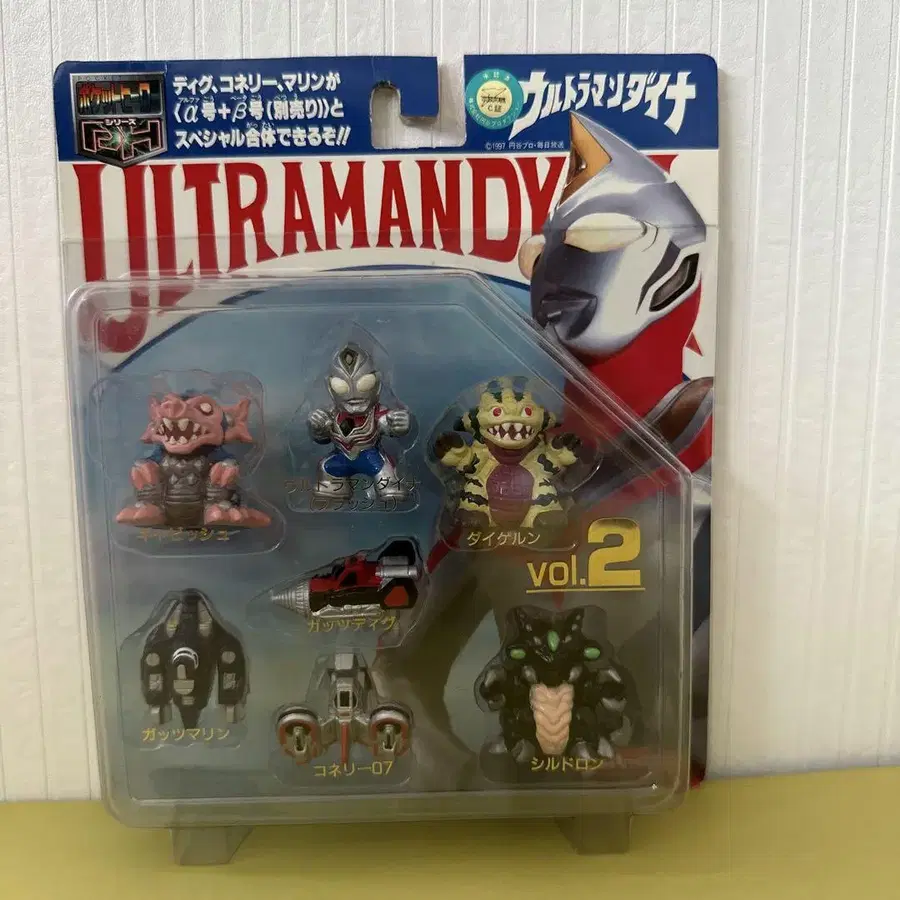 ポケットヒーロー
シリーズ
ディグ、コネリー、マリンが
《α号+β号(別売り)》と
アルファ ベータ べつう
スペシャル合体できるぞ!!
がったい
ウルトラマンダイナ
©1997 円谷プロ・毎日放送
ULTRAMANDY
ウルトラマンダイナ
(フラッシュ)
ダイゲルン
vol.2
ガッツディグ
ガッツマリン
コネリー07
シルドロン